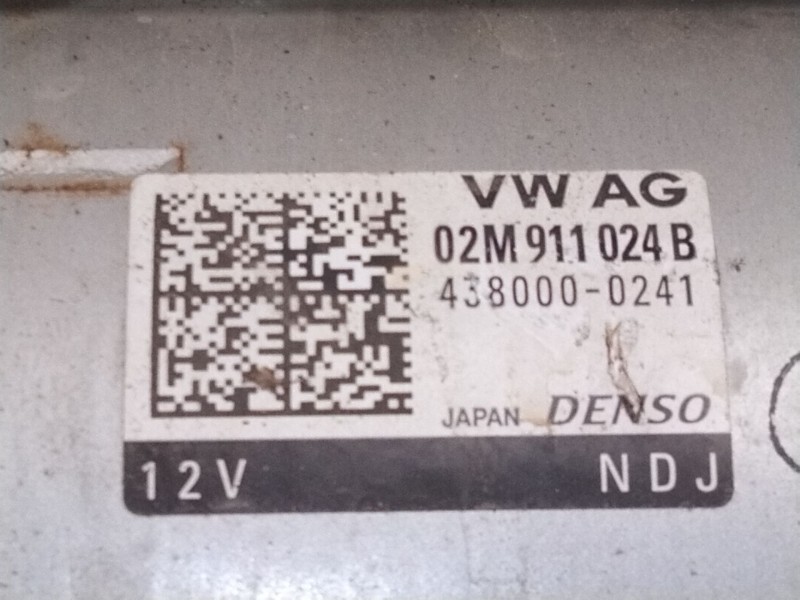 VW AG
02M 911 024 B
438000-0241
JAPAN DENSO
12V NDJ